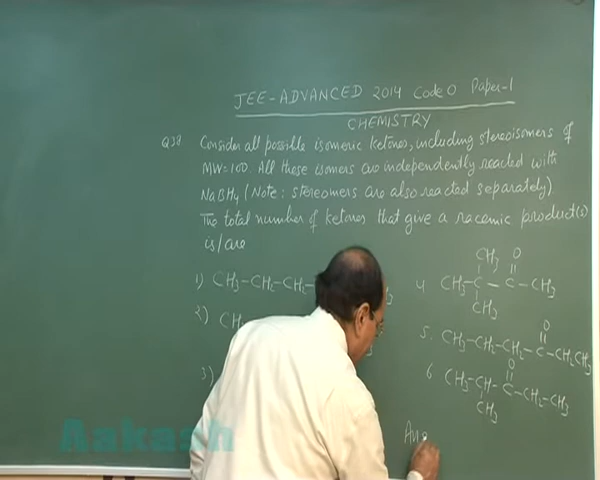 JEE-ADVANCED 2014 Code 0 Paper-1
CHEMISTRY
Q38 Consider all possible isomeric ketones, including stereoisomers of
MW=100. All these isomers are independently reacted with
NaBH4 (Note: stereomers are also reacted separately)
The total number of ketones that give a racemic product(s)
is/are
1) CH3-CH2-CH2-
2) CH
3)
4 CH3-C-C-CH3
CH3 O
CH3
5. CH3-CH2-CH2-C-CH2CH3
O
6 CH3-CH-C-CH2-CH3
O
CH3
Ans
Aakash